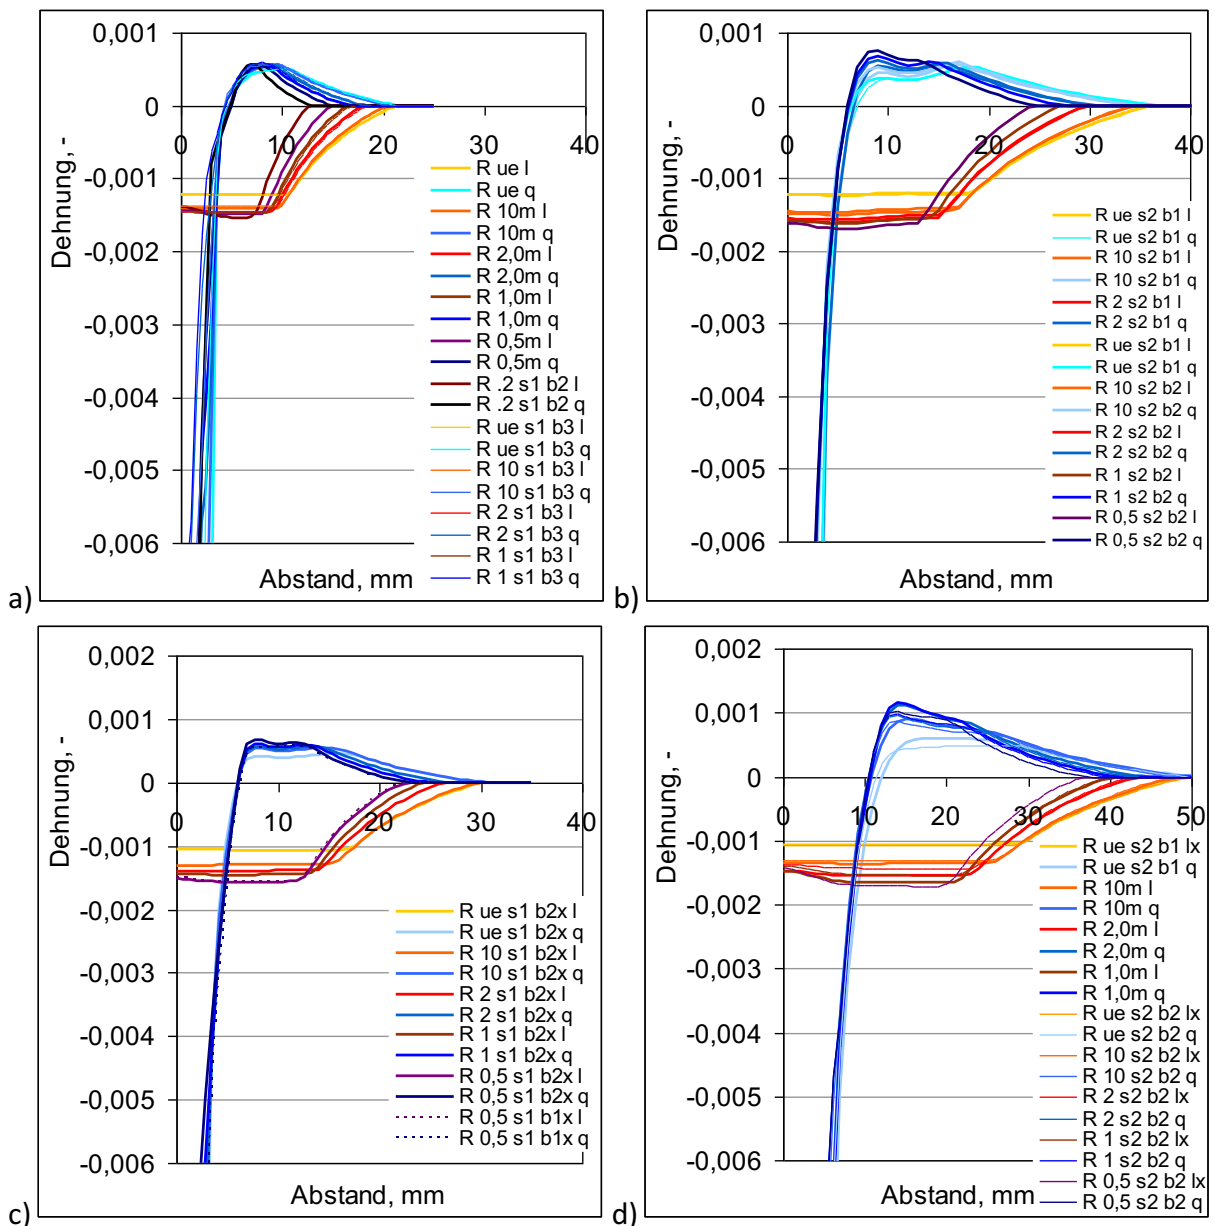 0,001
0
-0,001
-0,002
-0,003
-0,004
-0,005
-0,006
0 10 20 30 40
Dehnung, -
Abstand, mm
R ue l
R ue q
R 10m l
R 10m q
R 2,0m l
R 2,0m q
R 1,0m l
R 1,0m q
R 0,5m l
R 0,5m q
R .2 s1 b2 l
R .2 s1 b2 q
R ue s1 b3 l
R ue s1 b3 q
R 10 s1 b3 l
R 10 s1 b3 q
R 2 s1 b3 l
R 2 s1 b3 q
R 1 s1 b3 l
R 1 s1 b3 q
a)
0,001
0
-0,001
-0,002
-0,003
-0,004
-0,005
-0,006
0 10 20 30 40
Dehnung, -
Abstand, mm
R ue s2 b1 l
R ue s2 b1 q
R 10 s2 b1 l
R 10 s2 b1 q
R 2 s2 b1 l
R 2 s2 b1 q
R ue s2 b1 l
R ue s2 b1 q
R 10 s2 b2 l
R 10 s2 b2 q
R 2 s2 b2 l
R 2 s2 b2 q
R 1 s2 b2 l
R 1 s2 b2 q
R 0,5 s2 b2 l
R 0,5 s2 b2 q
b)
0,002
0,001
0
-0,001
-0,002
-0,003
-0,004
-0,005
-0,006
0 10 20 30 40
Dehnung, -
Abstand, mm
R ue s1 b2x l
R ue s1 b2x q
R 10 s1 b2x l
R 10 s1 b2x q
R 2 s1 b2x l
R 2 s1 b2x q
R 1 s1 b2x l
R 1 s1 b2x q
R 0,5 s1 b2x l
R 0,5 s1 b2x q
R 0,5 s1 b1x l
R 0,5 s1 b1x q
c)
0,002
0,001
0
-0,001
-0,002
-0,003
-0,004
-0,005
-0,006
0 10 20 30 40 50
Dehnung, -
Abstand, mm
R ue s2 b1 lx
R ue s2 b1 q
R 10m l
R 10m q
R 2,0m l
R 2,0m q
R 1,0m l
R 1,0m q
R ue s2 b2 lx
R ue s2 b2 q
R 10 s2 b2 lx
R 10 s2 b2 q
R 2 s2 b2 lx
R 2 s2 b2 q
R 1 s2 b2 lx
R 1 s2 b2 q
R 0,5 s2 b2 lx
R 0,5 s2 b2 q
d)